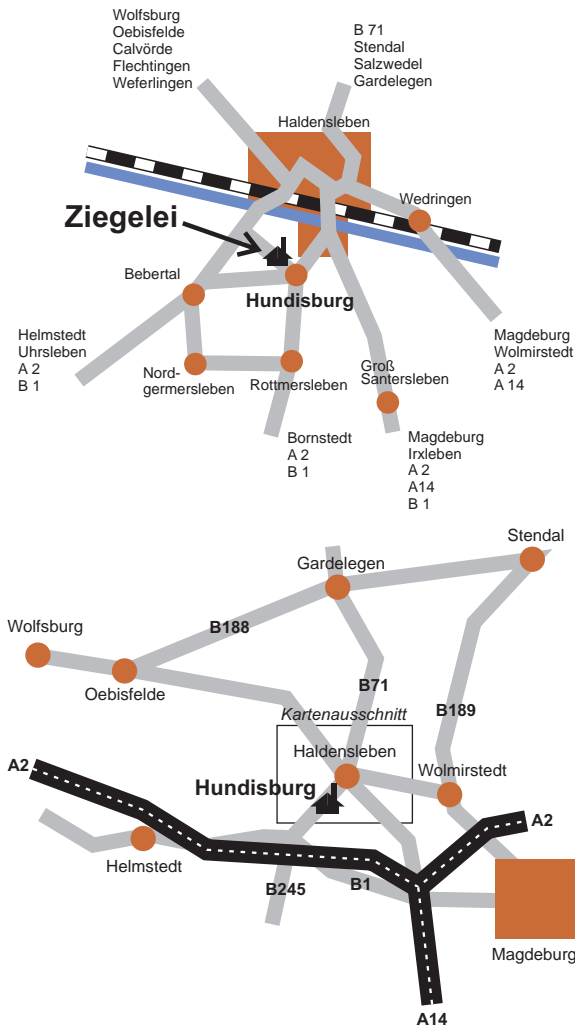 Wolfsburg
Oebisfelde
Calvörde
Flechtingen
Weferlingen
B 71
Stendal
Salzwedel
Gardelegen
Haldensleben
Wedringen
Ziegelei
Bebertal
Hundisburg
Helmstedt
Uhrsleben
A 2
B 1
Nord-
germersleben
Rottmersleben
Groß
Santersleben
Magdeburg
Wolmirstedt
A 2
A 14
Bornstedt
A 2
B 1
Magdeburg
Irxleben
A 2
A14
B 1
Stendal
Gardelegen
Wolfsburg
B188
Oebisfelde
B71
B189
Kartenausschnitt
Haldensleben
A2
Hundisburg
Wolmirstedt
A2
Helmstedt
B245
B1
Magdeburg
A14